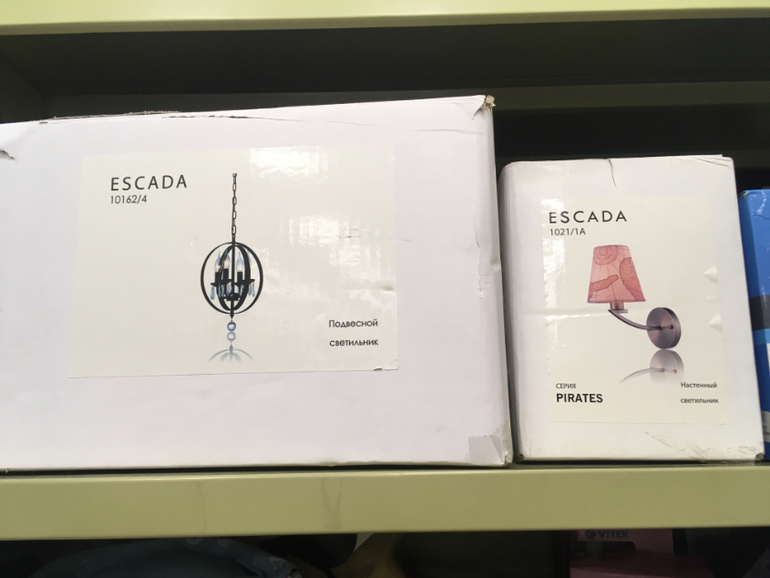 ESCADA
10162/4
Подвесной
светильник
ESCADA
1021/1A
СЕРИЯ
PIRATES
Настенный
светильник
VITEK